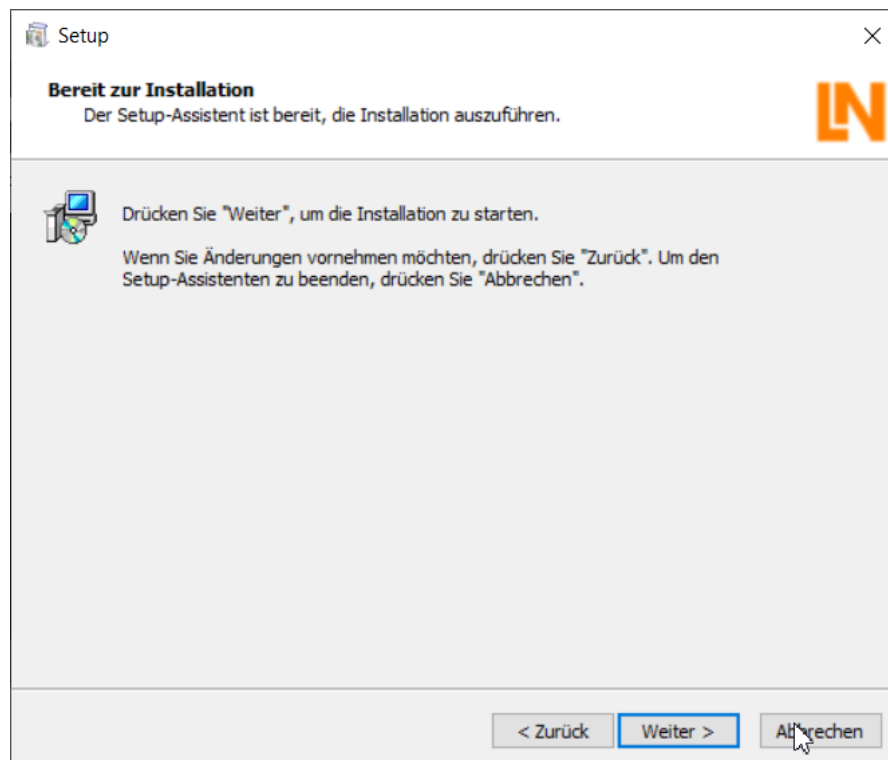 Setup
Bereit zur Installation
Der Setup-Assistent ist bereit, die Installation auszuführen.
LN
Drücken Sie "Weiter", um die Installation zu starten.
Wenn Sie Änderungen vornehmen möchten, drücken Sie "Zurück". Um den
Setup-Assistenten zu beenden, drücken Sie "Abbrechen".
< Zurück
Weiter >
Abbrechen